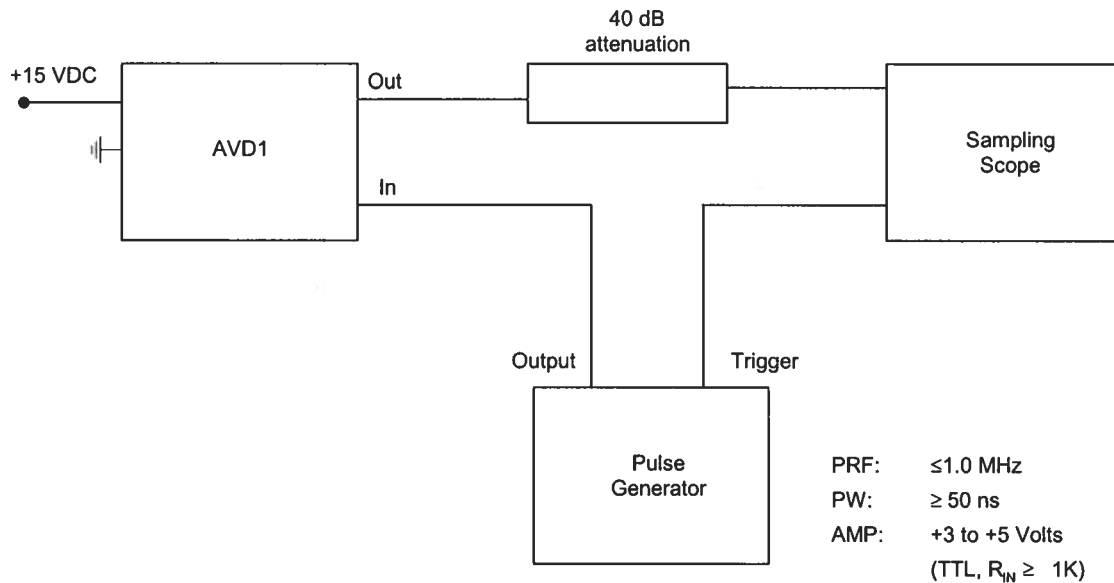 40 dB
attenuation
+15 VDC
Out
AVD1
In
Sampling
Scope
Output
Trigger
Pulse
Generator
PRF: ≤1.0 MHz
PW: ≥ 50 ns
AMP: +3 to +5 Volts
(TTL, R_IN ≥ 1K)